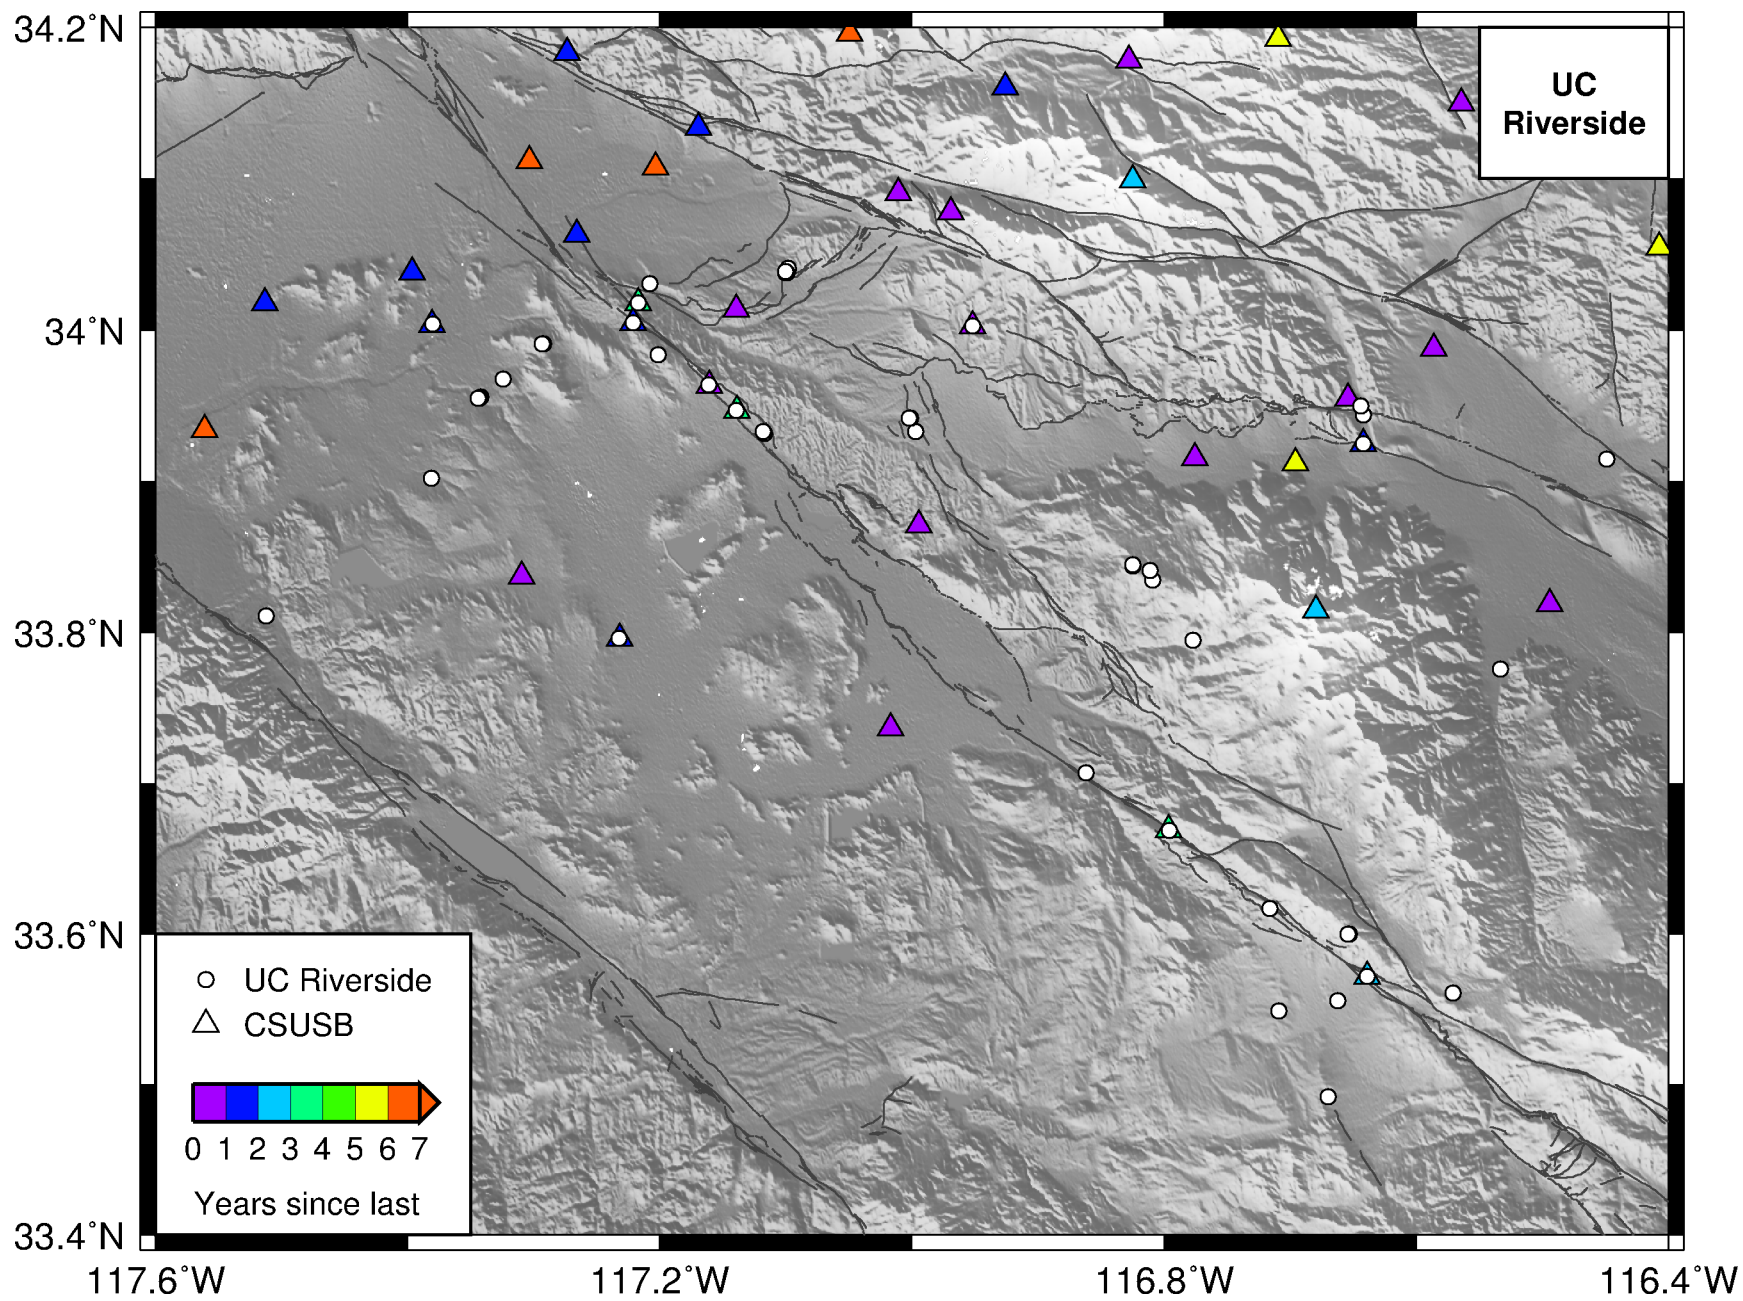 34.2°N
UC
Riverside
34°N
33.8°N
33.6°N
UC Riverside
CSUSB
0 1 2 3 4 5 6 7
Years since last
33.4°N
117.6°W 117.2°W 116.8°W 116.4°W